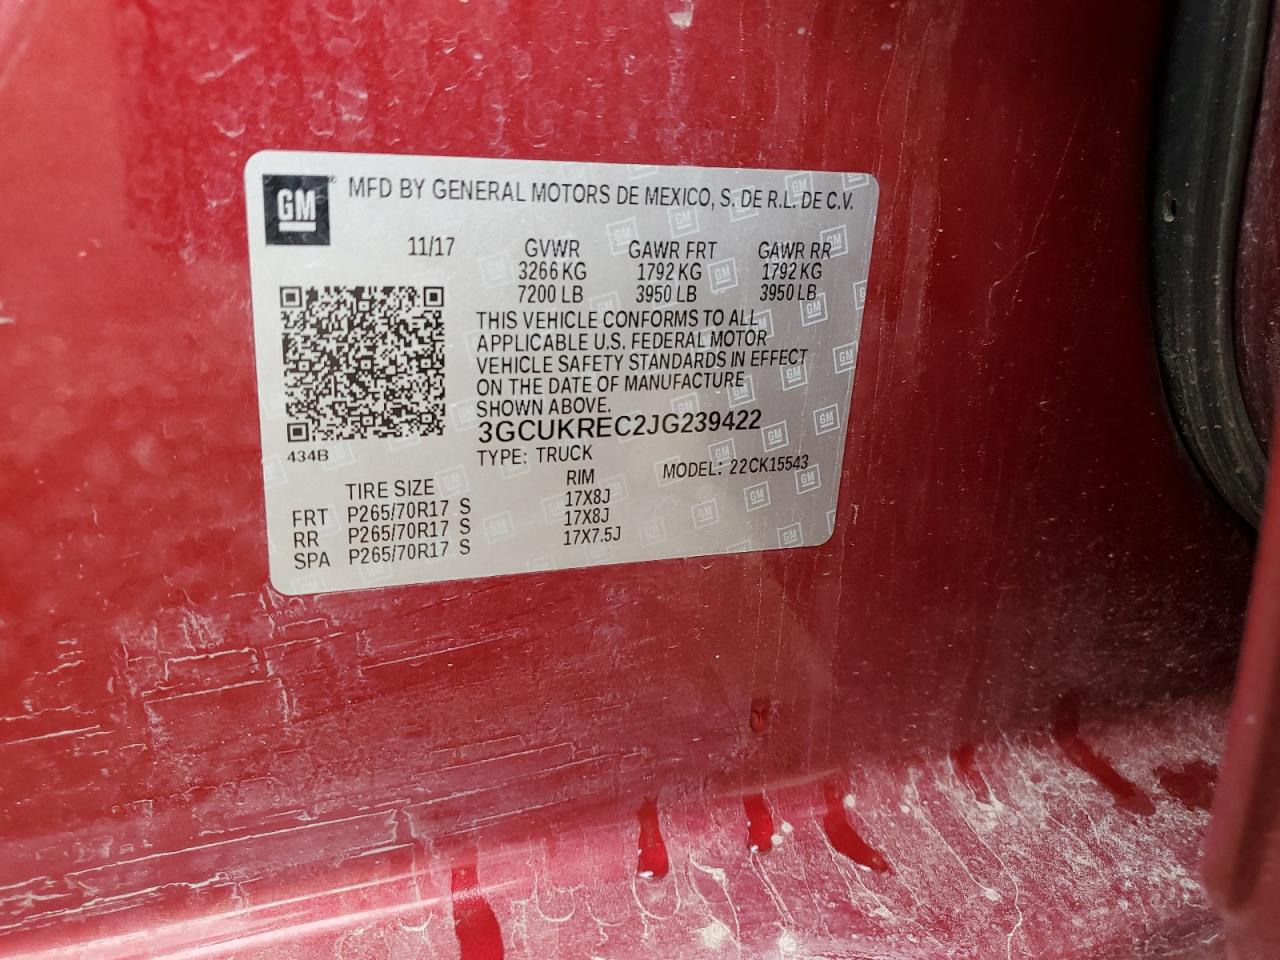 GM® MFD BY GENERAL MOTORS DE MEXICO, S. DE R.L. DE C.V.
11/17 GVWR GAWR FRT GAWR RR
3266 KG 1792 KG 1792 KG
7200 LB 3950 LB 3950 LB
THIS VEHICLE CONFORMS TO ALL
APPLICABLE U.S. FEDERAL MOTOR
VEHICLE SAFETY STANDARDS IN EFFECT
ON THE DATE OF MANUFACTURE
SHOWN ABOVE.
3GCUKREC2JG239422
434B
TYPE: TRUCK MODEL: 22CK15543
TIRE SIZE RIM
FRT P265/70R17 S 17X8J
RR P265/70R17 S 17X8J
SPA P265/70R17 S 17X7.5J